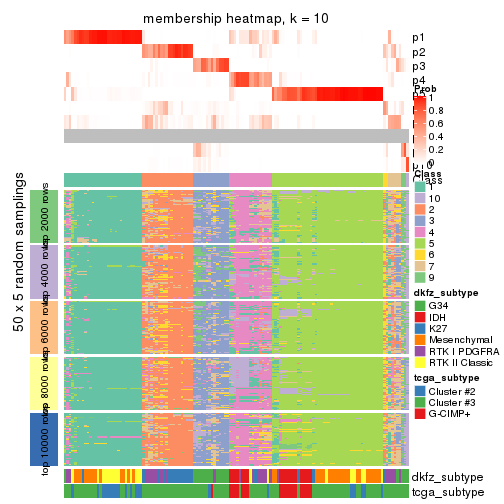 membership heatmap, k = 10
p1
p2
p3
p4
Prob
1
0.8
0.6
0.4
0.2
0
Class
1
10
2
3
4
5
6
7
9
dkfz_subtype
G34
IDH
K27
Mesenchymal
RTK I PDGFRA
RTK II Classic
tcga_subtype
Cluster #2
Cluster #3
G-CIMP+
50 x 5 random samplings
top 2000 rows
top 4000 rows
top 6000 rows
top 8000 rows
top 10000 rows
dkfz_subtype
tcga_subtype